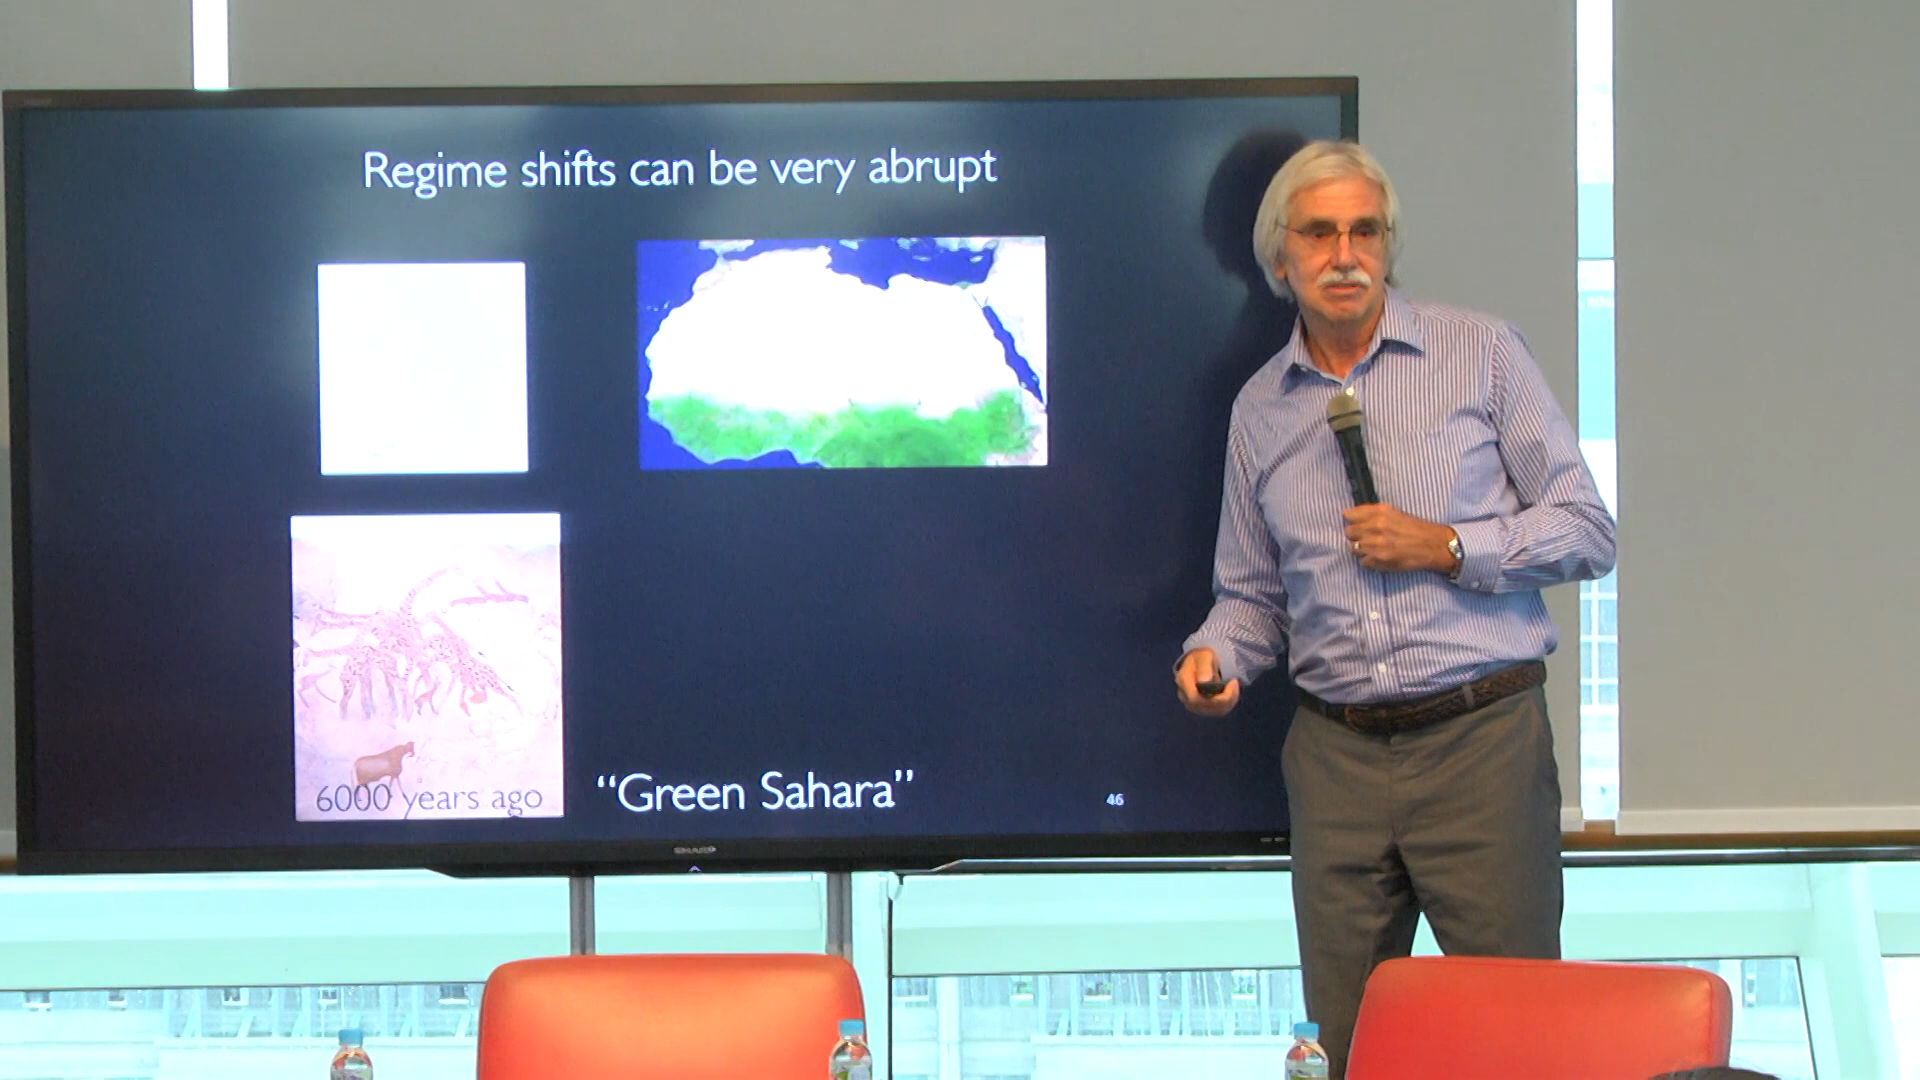 Regime shifts can be very abrupt
6000 years ago
“Green Sahara”
46
SHARP